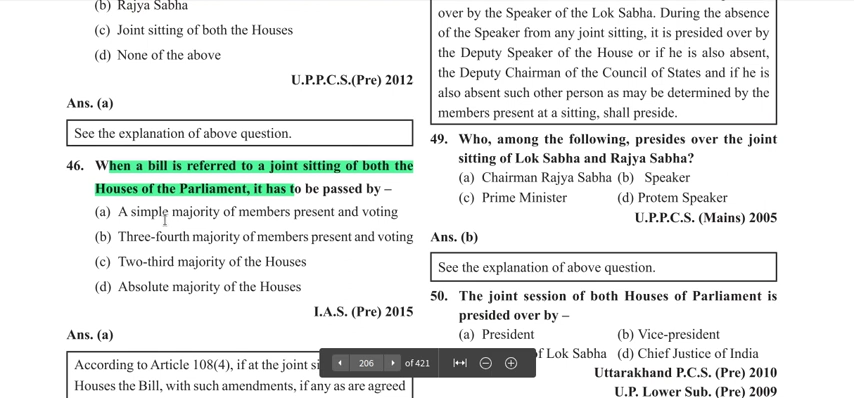 (b) Rajya Sabha
(c) Joint sitting of both the Houses
(d) None of the above
U.P.P.C.S.(Pre) 2012
Ans. (a)
See the explanation of above question.
46. When a bill is referred to a joint sitting of both the
Houses of the Parliament, it has to be passed by –
(a) A simple majority of members present and voting
(b) Three-fourth majority of members present and voting
(c) Two-third majority of the Houses
(d) Absolute majority of the Houses
I.A.S. (Pre) 2015
Ans. (a)
According to Article 108(4), if at the joint si
Houses the Bill, with such amendments, if any as are agreed
over by the Speaker of the Lok Sabha. During the absence
of the Speaker from any joint sitting, it is presided over by
the Deputy Speaker of the House or if he is also absent,
the Deputy Chairman of the Council of States and if he is
also absent such other person as may be determined by the
members present at a sitting, shall preside.
49. Who, among the following, presides over the joint
sitting of Lok Sabha and Rajya Sabha?
(a) Chairman Rajya Sabha (b) Speaker
(c) Prime Minister (d) Protem Speaker
U.P.P.C.S. (Mains) 2005
Ans. (b)
See the explanation of above question.
50. The joint session of both Houses of Parliament is
presided over by –
(a) President (b) Vice-president
of Lok Sabha (d) Chief Justice of India
Uttarakhand P.C.S. (Pre) 2010
U.P. Lower Sub. (Pre) 2009
206 of 421